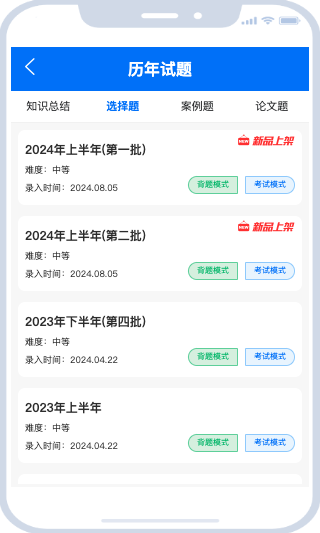 历年试题
知识总结 选择题 案例题 论文题
NEW 新品上架
2024年上半年(第一批)
难度：中等
录入时间：2024.08.05 背题模式 考试模式
NEW 新品上架
2024年上半年(第二批)
难度：中等
录入时间：2024.08.05 背题模式 考试模式
2023年下半年(第四批)
难度：中等
录入时间：2024.04.22 背题模式 考试模式
2023年上半年
难度：中等
录入时间：2024.04.22 背题模式 考试模式